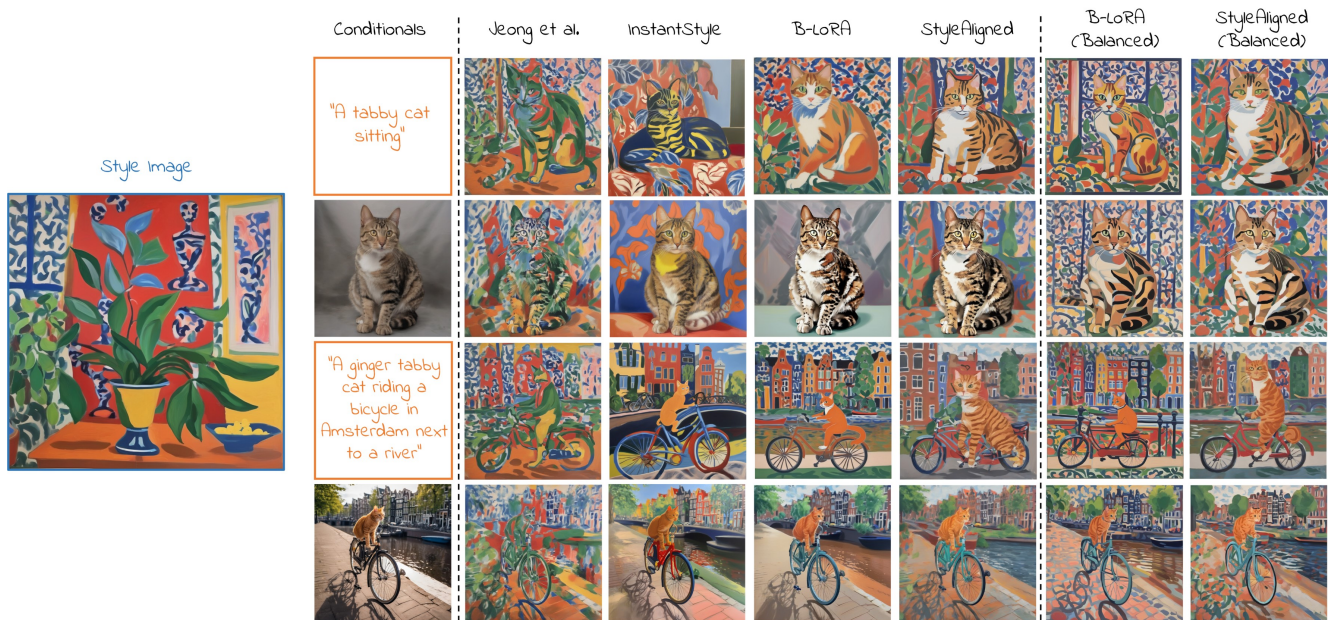 Style Image
Conditionals
Jeong et al.
InstantStyle
B-LoRA
StyleAligned
B-LoRA
(Balanced)
StyleAligned
(Balanced)
"A tabby cat
sitting"
"A ginger tabby
cat riding a
bicycle in
Amsterdam next
to a river"